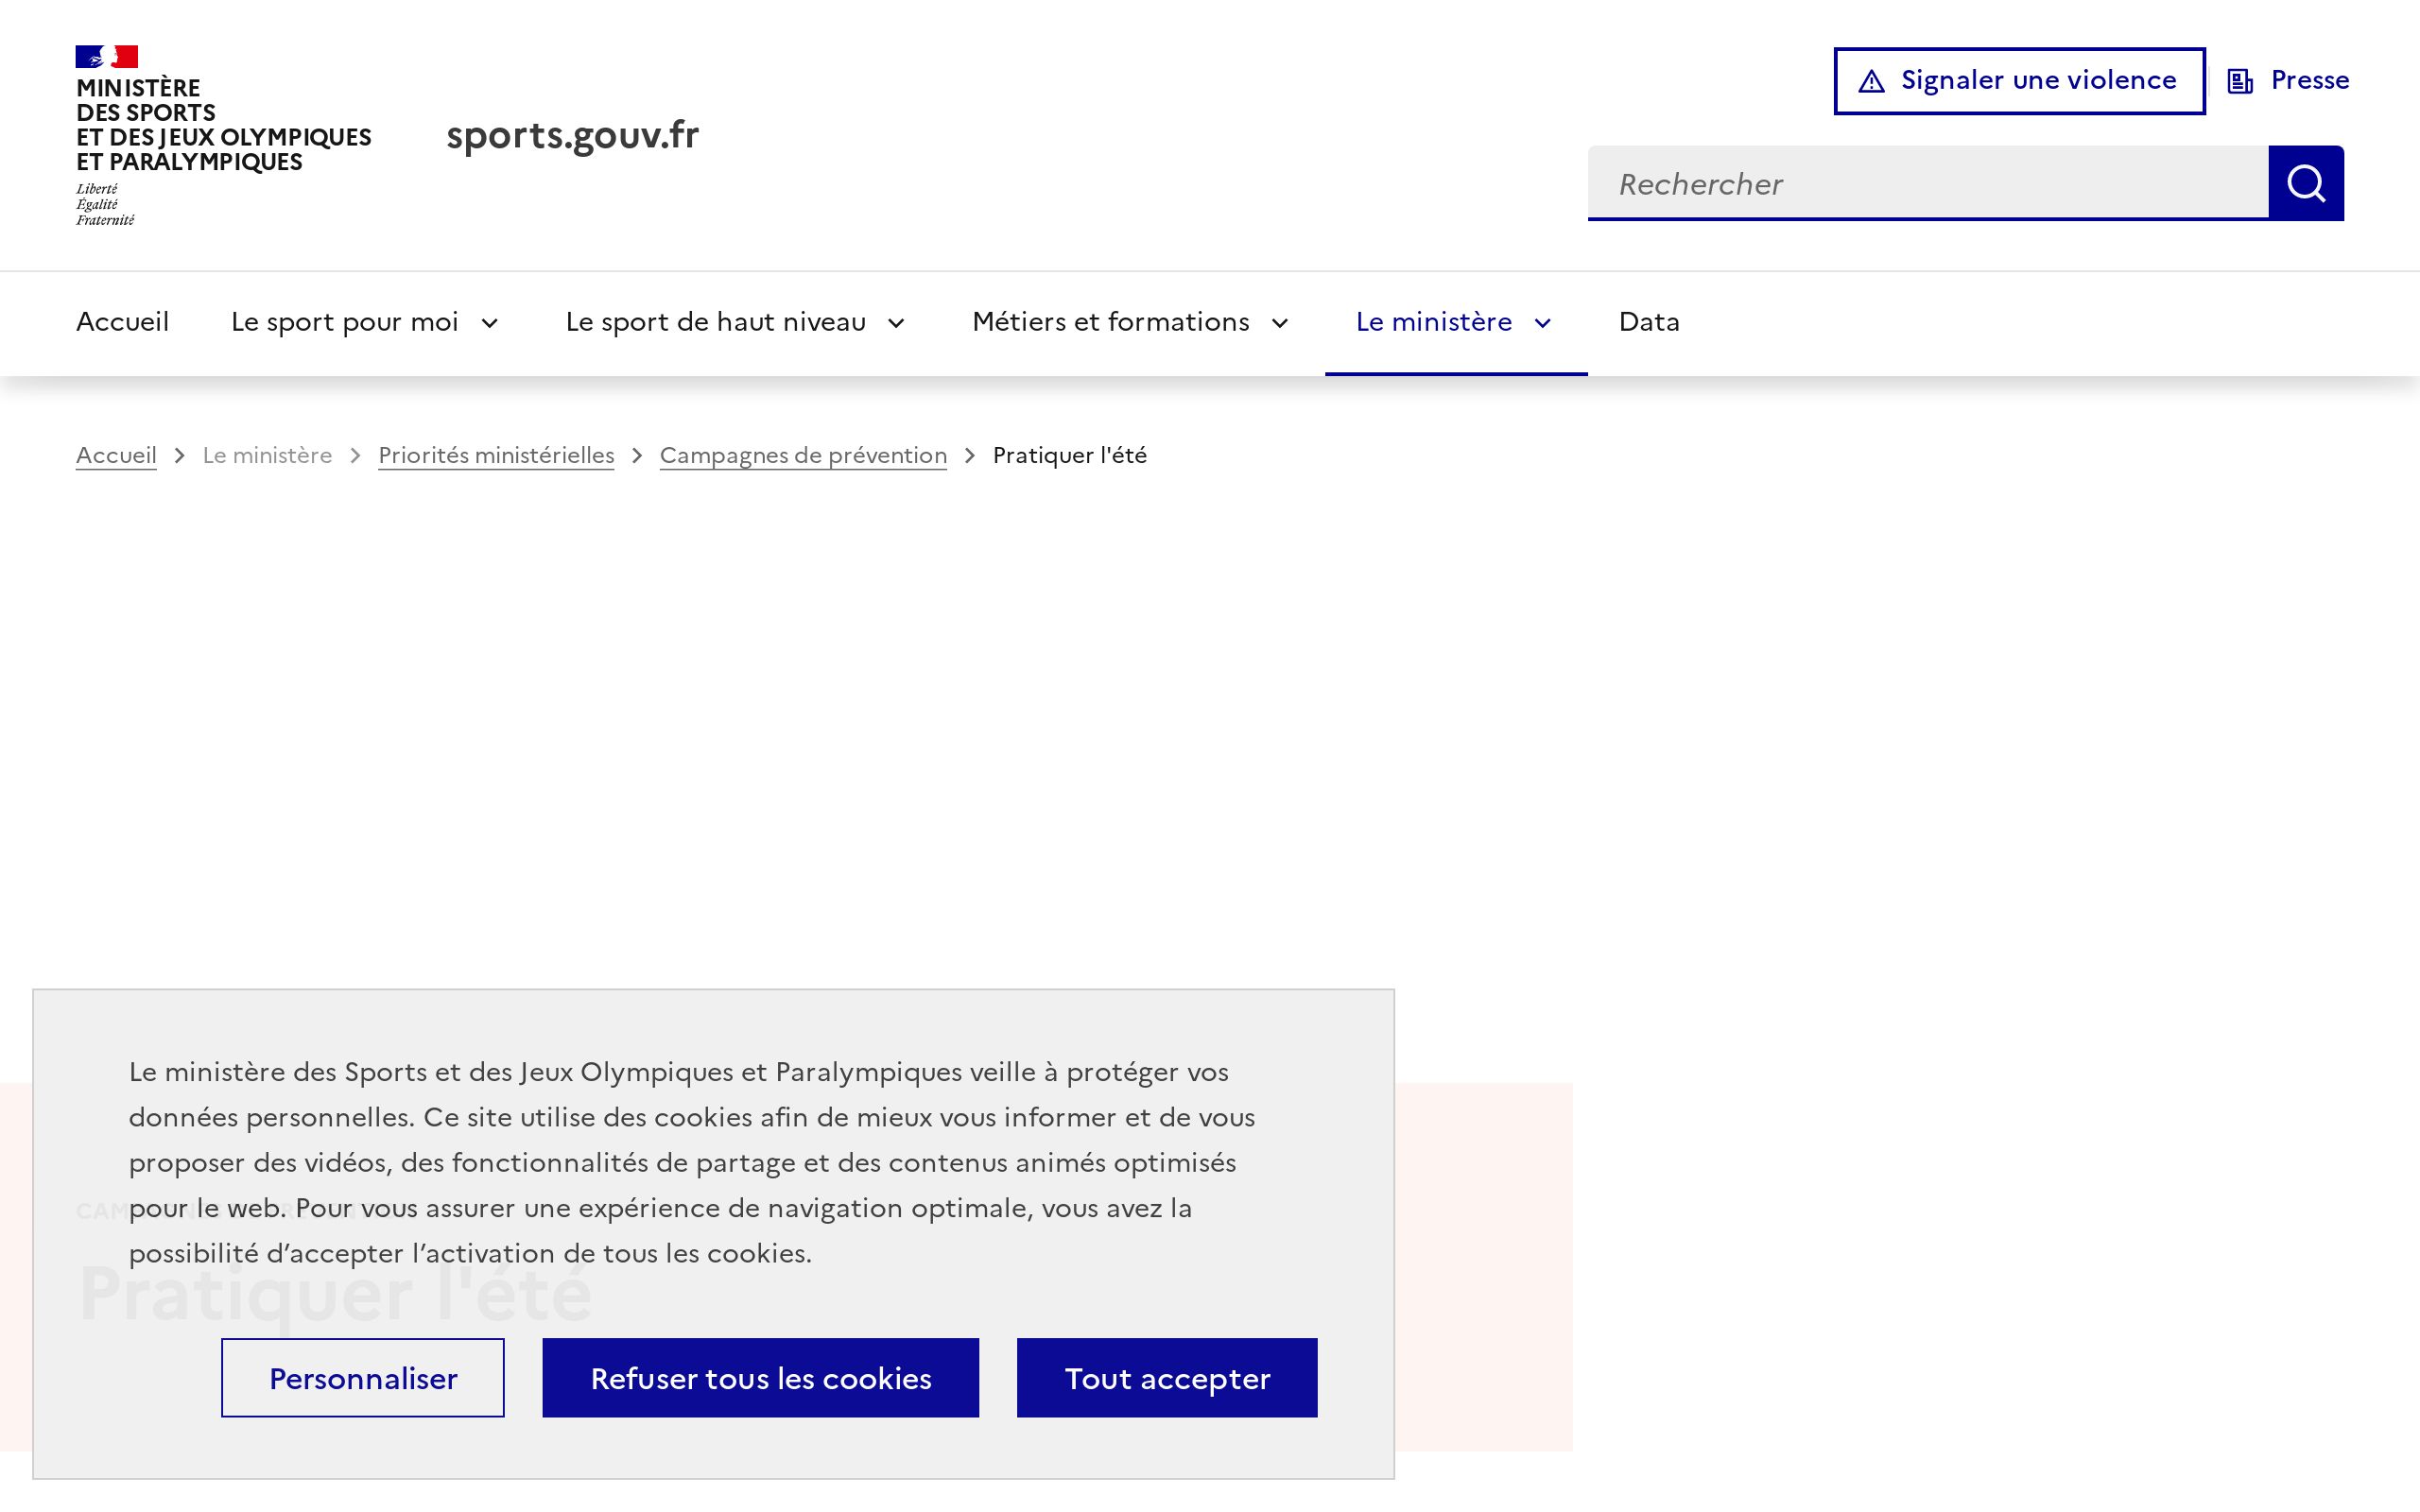 MINISTÈRE
DES SPORTS
ET DES JEUX OLYMPIQUES
ET PARALYMPIQUES
Liberté
Égalité
Fraternité
sports.gouv.fr
Signaler une violence
Presse
Rechercher
Accueil Le sport pour moi Le sport de haut niveau Métiers et formations Le ministère Data
Accueil Le ministère Priorités ministérielles Campagnes de prévention Pratiquer l'été
Le ministère des Sports et des Jeux Olympiques et Paralympiques veille à protéger vos
données personnelles. Ce site utilise des cookies afin de mieux vous informer et de vous
proposer des vidéos, des fonctionnalités de partage et des contenus animés optimisés
pour le web. Pour vous assurer une expérience de navigation optimale, vous avez la
possibilité d’accepter l’activation de tous les cookies.
Pratiquer l'été
Personnaliser Refuser tous les cookies Tout accepter